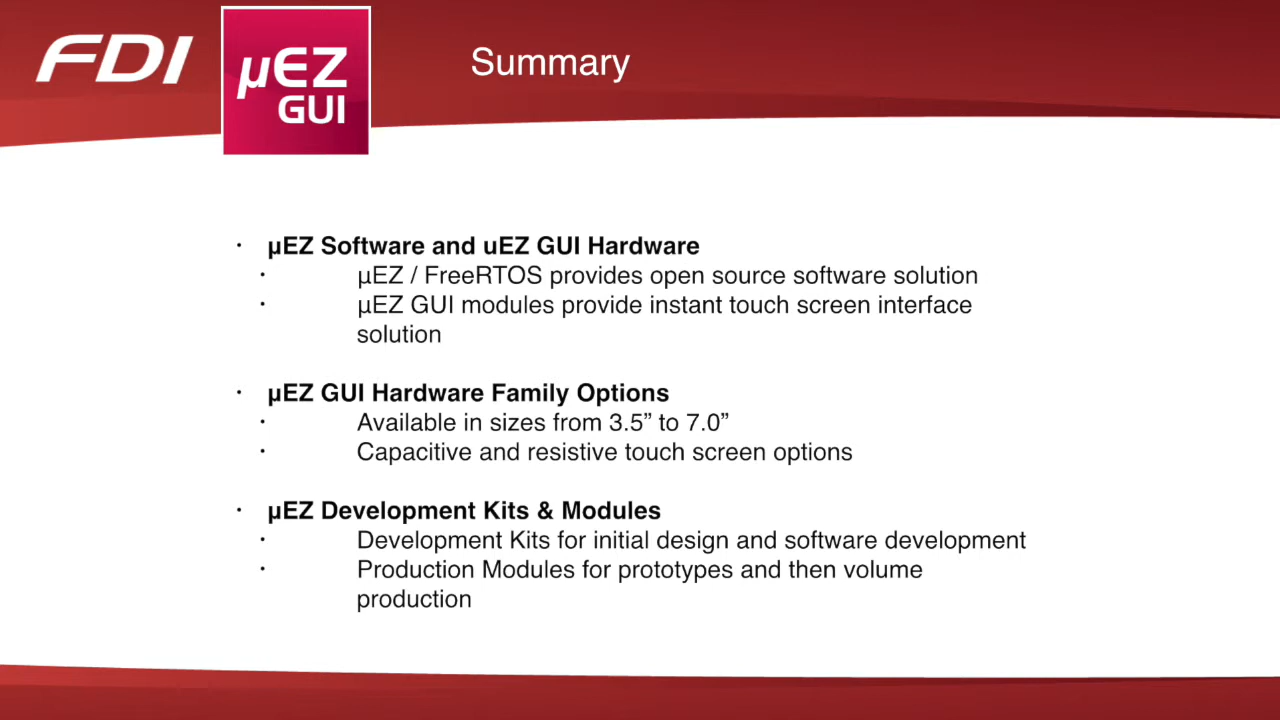 FDI
µEZ
GUI
Summary
· µEZ Software and uEZ GUI Hardware
· µEZ / FreeRTOS provides open source software solution
· µEZ GUI modules provide instant touch screen interface
solution
· µEZ GUI Hardware Family Options
· Available in sizes from 3.5” to 7.0”
· Capacitive and resistive touch screen options
· µEZ Development Kits & Modules
· Development Kits for initial design and software development
· Production Modules for prototypes and then volume
production